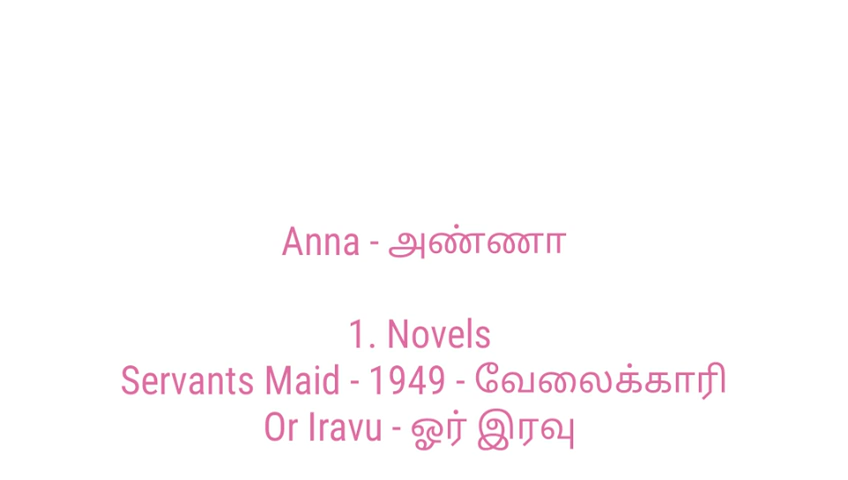 Anna - அண்ணா
1. Novels
Servants Maid - 1949 - வேலைக்காரி
Or Iravu - ஓர் இரவு